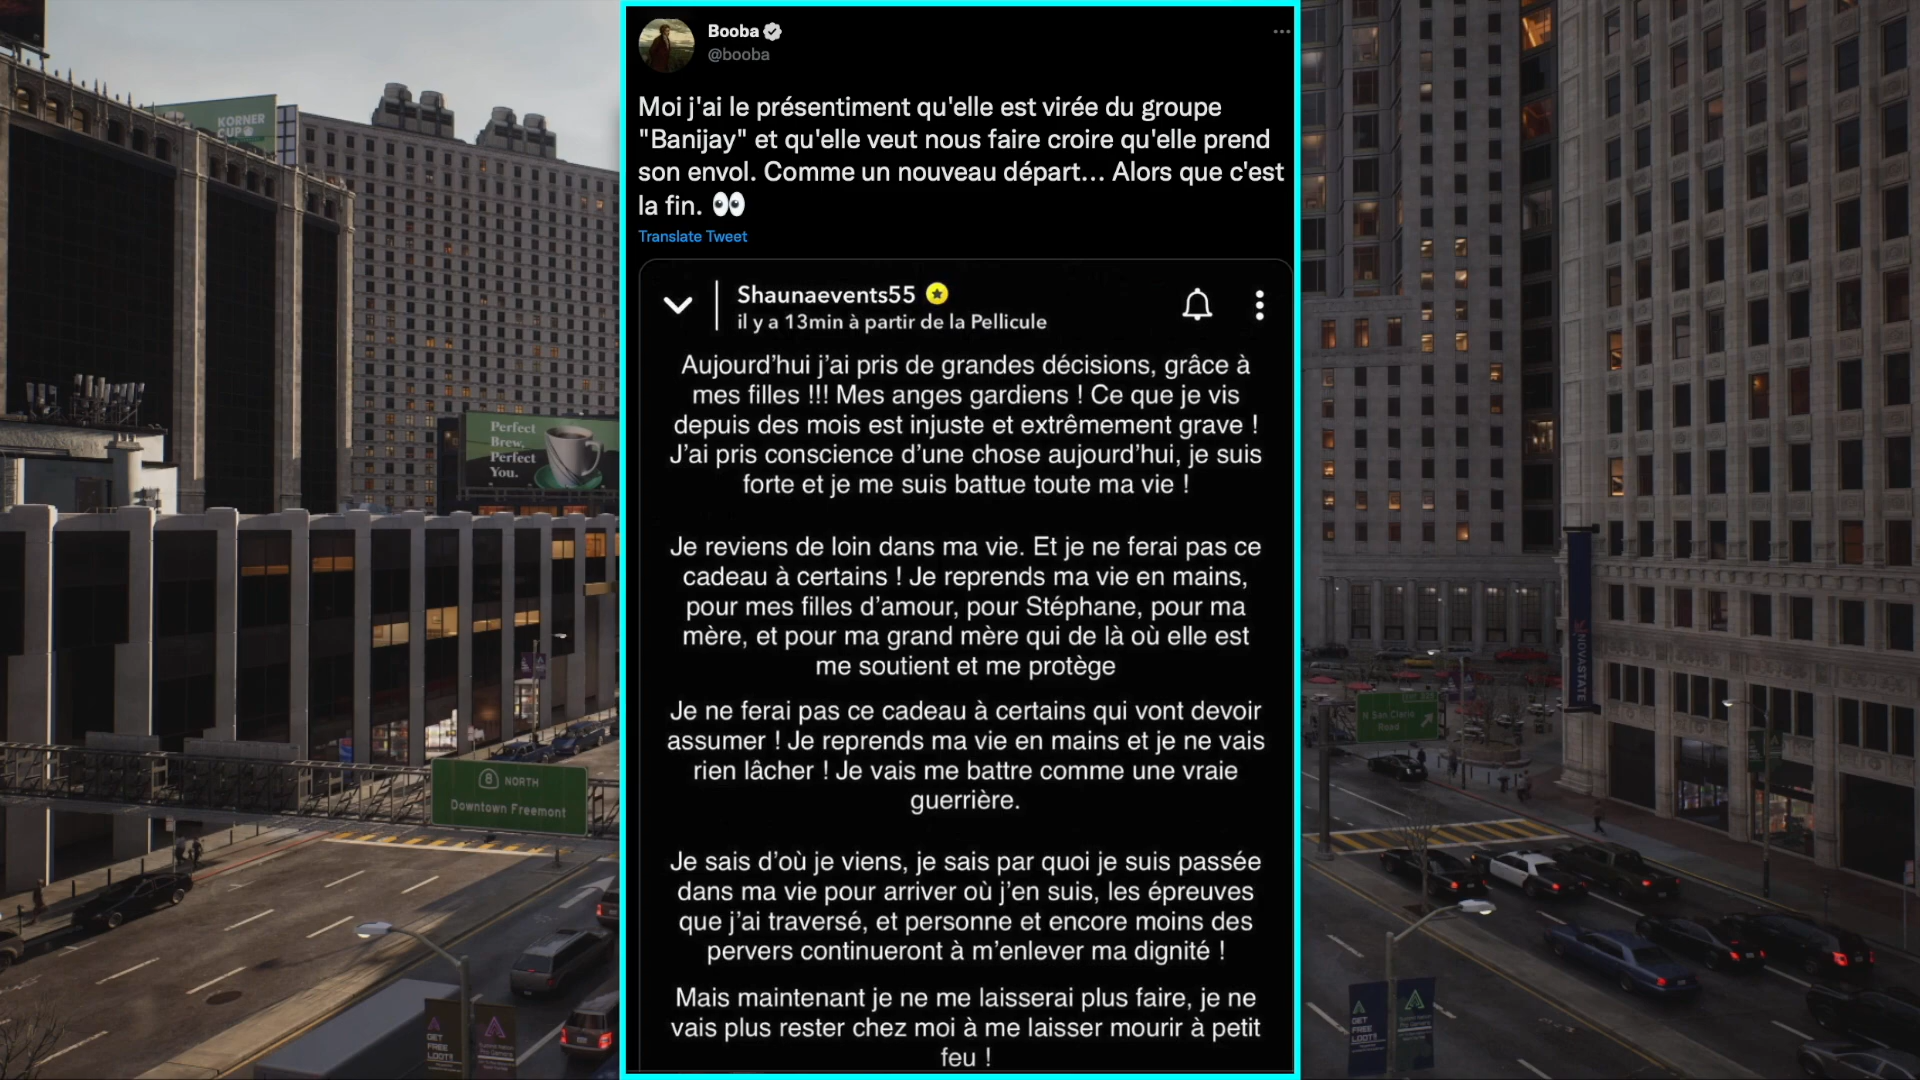 Booba
@booba
Moi j'ai le présentiment qu'elle est virée du groupe
"Banijay" et qu'elle veut nous faire croire qu'elle prend
son envol. Comme un nouveau départ... Alors que c'est
la fin. 👀
Translate Tweet
Shaunaevents55
il y a 13min à partir de la Pellicule
Aujourd'hui j'ai pris de grandes décisions, grâce à
mes filles !!! Mes anges gardiens ! Ce que je vis
depuis des mois est injuste et extrêmement grave !
J'ai pris conscience d'une chose aujourd'hui, je suis
forte et je me suis battue toute ma vie !
Je reviens de loin dans ma vie. Et je ne ferai pas ce
cadeau à certains ! Je reprends ma vie en mains,
pour mes filles d'amour, pour Stéphane, pour ma
mère, et pour ma grand mère qui de là où elle est
me soutient et me protège
Je ne ferai pas ce cadeau à certains qui vont devoir
assumer ! Je reprends ma vie en mains et je ne vais
rien lâcher ! Je vais me battre comme une vraie
guerrière.
Je sais d'où je viens, je sais par quoi je suis passée
dans ma vie pour arriver où j'en suis, les épreuves
que j'ai traversé, et personne et encore moins des
pervers continueront à m'enlever ma dignité !
Mais maintenant je ne me laisserai plus faire, je ne
vais plus rester chez moi à me laisser mourir à petit
feu !
KORNER
CUP
Perfect
Brew,
Perfect
You.
8 NORTH
Downtown Freemont
GET
FREE
LOOT!
NOVASTATE
N San Clario
Road
GET
FREE
LOOT!